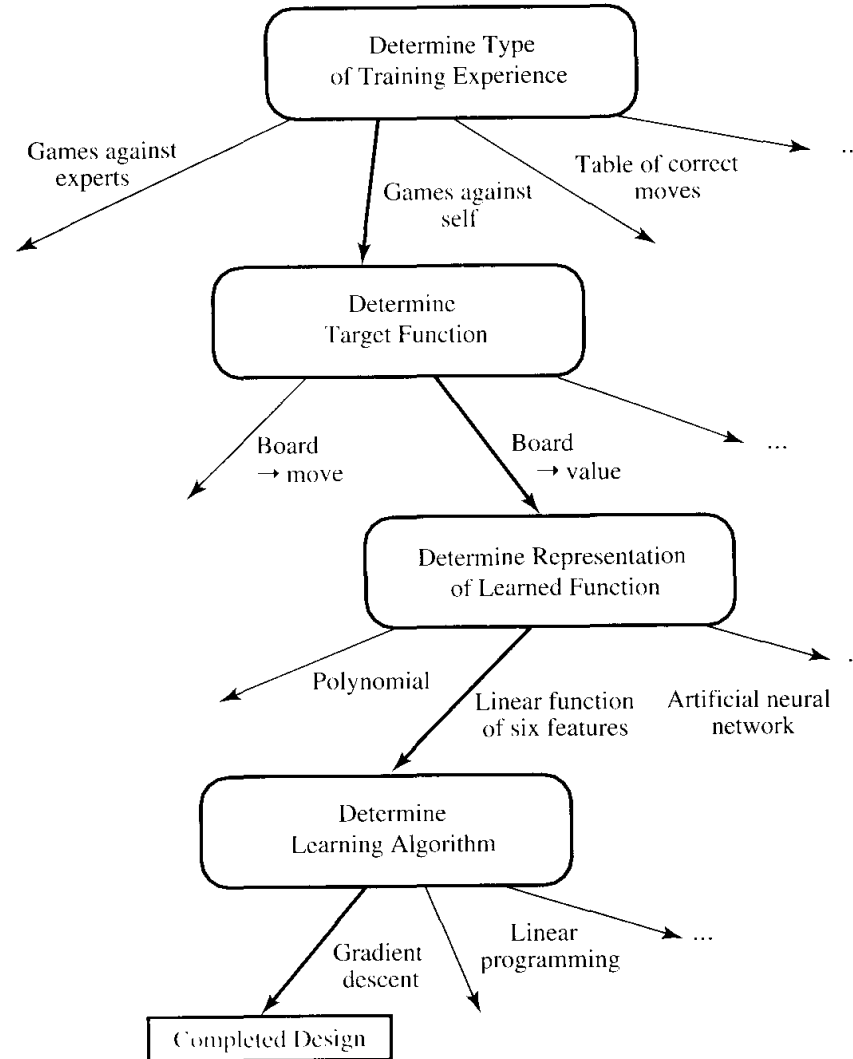 Determine Type
of Training Experience
Games against
experts
Games against
self
Table of correct
moves
...
Determine
Target Function
Board
→ move
Board
→ value
...
Determine Representation
of Learned Function
Polynomial
Linear function
of six features
Artificial neural
network
...
Determine
Learning Algorithm
Gradient
descent
Linear
programming
...
Completed Design